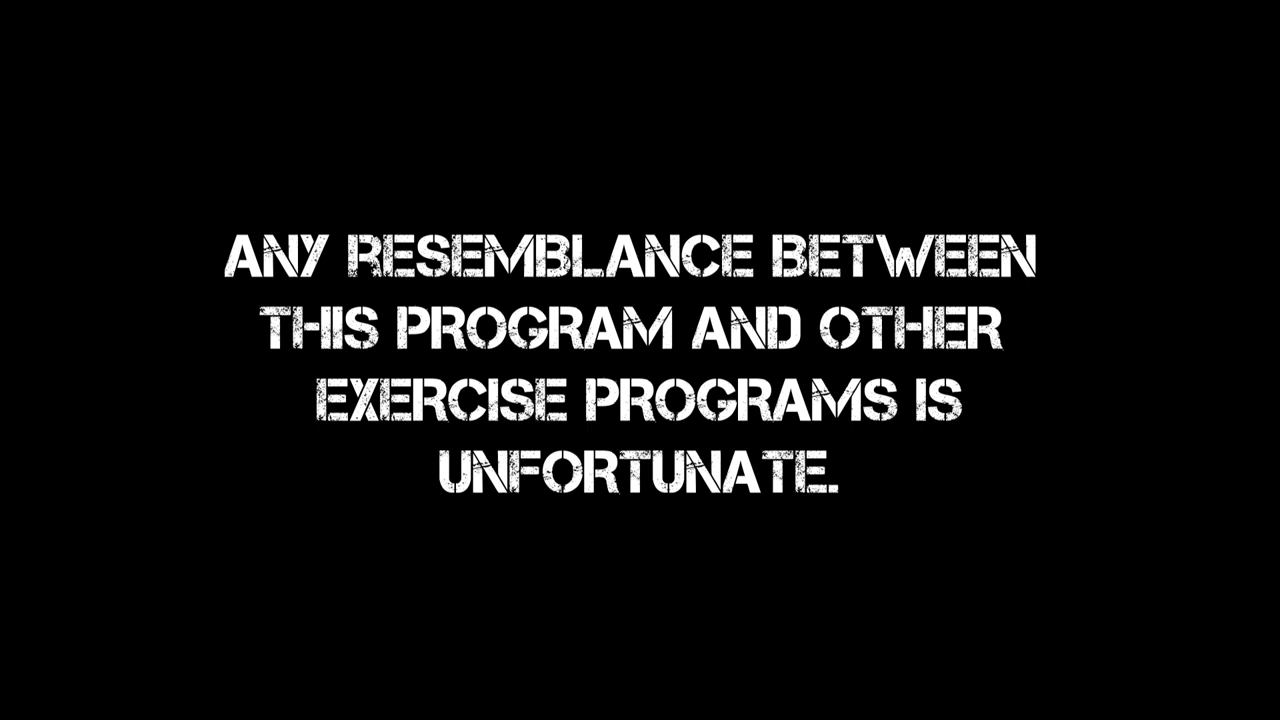 ANY RESEMBLANCE BETWEEN
THIS PROGRAM AND OTHER
EXERCISE PROGRAMS IS
UNFORTUNATE.